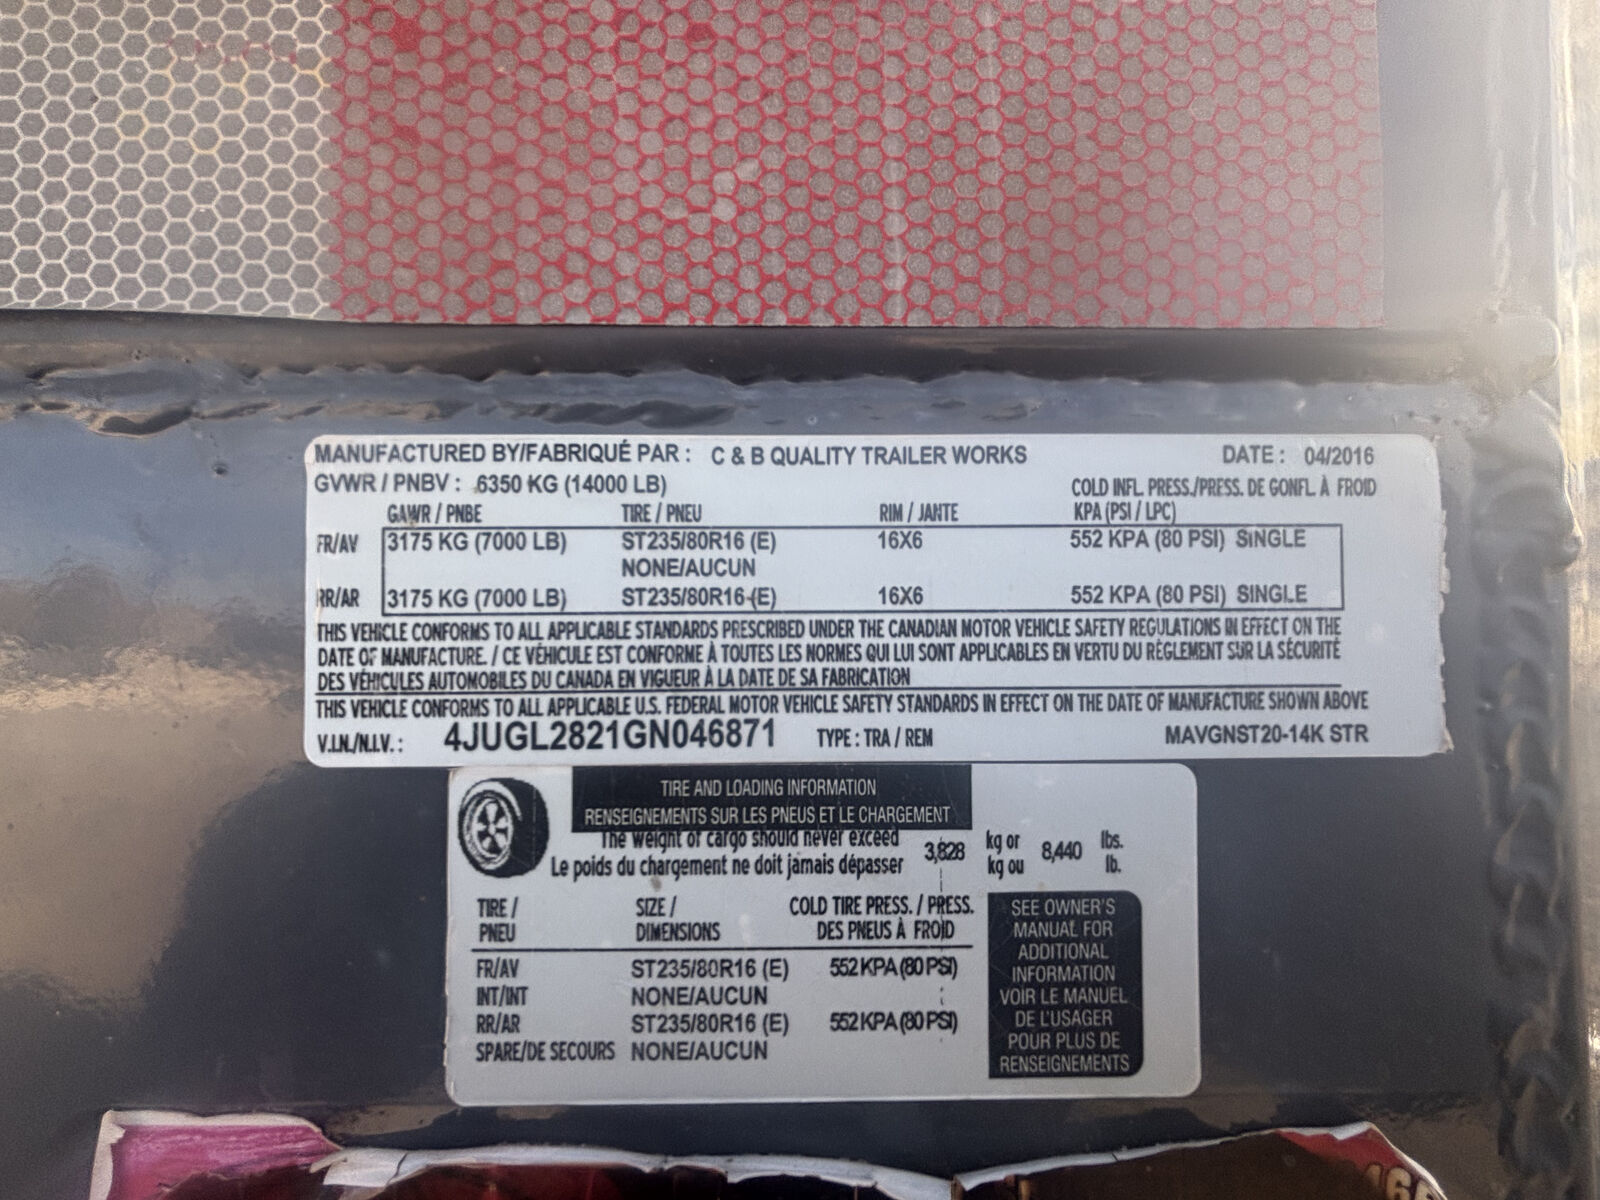 MANUFACTURED BY/FABRIQUÉ PAR : C & B QUALITY TRAILER WORKS DATE : 04/2016
GVWR / PNBV : 6350 KG (14000 LB) COLD INFL. PRESS./PRESS. DE GONFL. À FROID
GAWR / PNBE TIRE / PNEU RIM / JANTE KPA (PSI / LPC)
FR/AV 3175 KG (7000 LB) ST235/80R16 (E) 16X6 552 KPA (80 PSI) SINGLE
NONE/AUCUN
RR/AR 3175 KG (7000 LB) ST235/80R16 (E) 16X6 552 KPA (80 PSI) SINGLE
THIS VEHICLE CONFORMS TO ALL APPLICABLE STANDARDS PRESCRIBED UNDER THE CANADIAN MOTOR VEHICLE SAFETY REGULATIONS IN EFFECT ON THE
DATE OF MANUFACTURE. / CE VÉHICULE EST CONFORME À TOUTES LES NORMES QUI LUI SONT APPLICABLES EN VERTU DU RÈGLEMENT SUR LA SÉCURITÉ
DES VÉHICULES AUTOMOBILES DU CANADA EN VIGUEUR À LA DATE DE SA FABRICATION
THIS VEHICLE CONFORMS TO ALL APPLICABLE U.S. FEDERAL MOTOR VEHICLE SAFETY STANDARDS IN EFFECT ON THE DATE OF MANUFACTURE SHOWN ABOVE
V.I.N./N.I.V. : 4JUGL2821GN046871 TYPE : TRA / REM MAVGNST20-14K STR
TIRE AND LOADING INFORMATION
RENSEIGNEMENTS SUR LES PNEUS ET LE CHARGEMENT
The weight of cargo should never exceed 3,828 kg or 8,440 lbs.
Le poids du chargement ne doit jamais dépasser kg ou lb.
TIRE / SIZE / COLD TIRE PRESS. / PRESS.
PNEU DIMENSIONS DES PNEUS À FROID
FR/AV ST235/80R16 (E) 552 KPA (80 PSI)
INT/INT NONE/AUCUN
RR/AR ST235/80R16 (E) 552 KPA (80 PSI)
SPARE/DE SECOURS NONE/AUCUN
SEE OWNER'S
MANUAL FOR
ADDITIONAL
INFORMATION
VOIR LE MANUEL
DE L'USAGER
POUR PLUS DE
RENSEIGNEMENTS